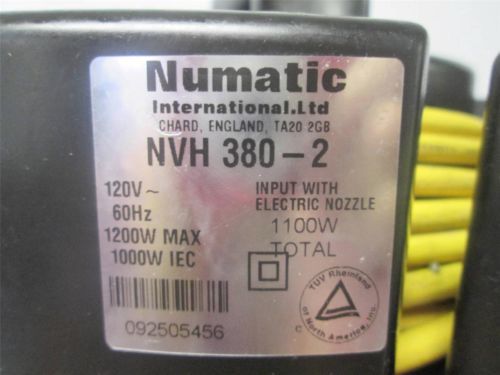 Numatic
International.Ltd
CHARD, ENGLAND, TA20 2GB
NVH 380-2
120V~
60Hz
1200W MAX
1000W IEC
INPUT WITH
ELECTRIC NOZZLE
1100W
TOTAL
092505456
TUV Rheinland
of North America, Inc.
C